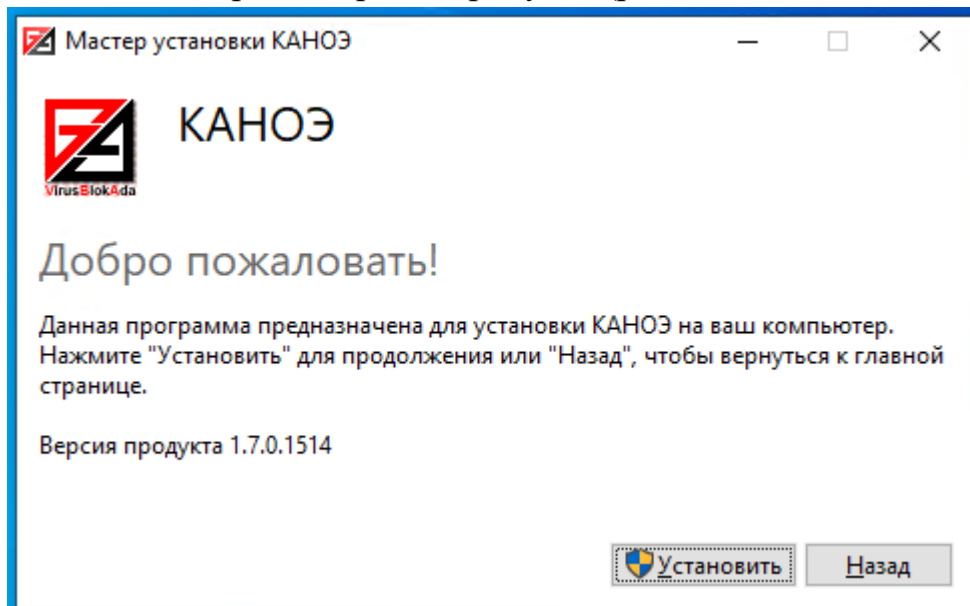 Мастер установки КАНОЭ
КАНОЭ
VirusBlokAda
Добро пожаловать!
Данная программа предназначена для установки КАНОЭ на ваш компьютер.
Нажмите "Установить" для продолжения или "Назад", чтобы вернуться к главной
странице.
Версия продукта 1.7.0.1514
Установить
Назад